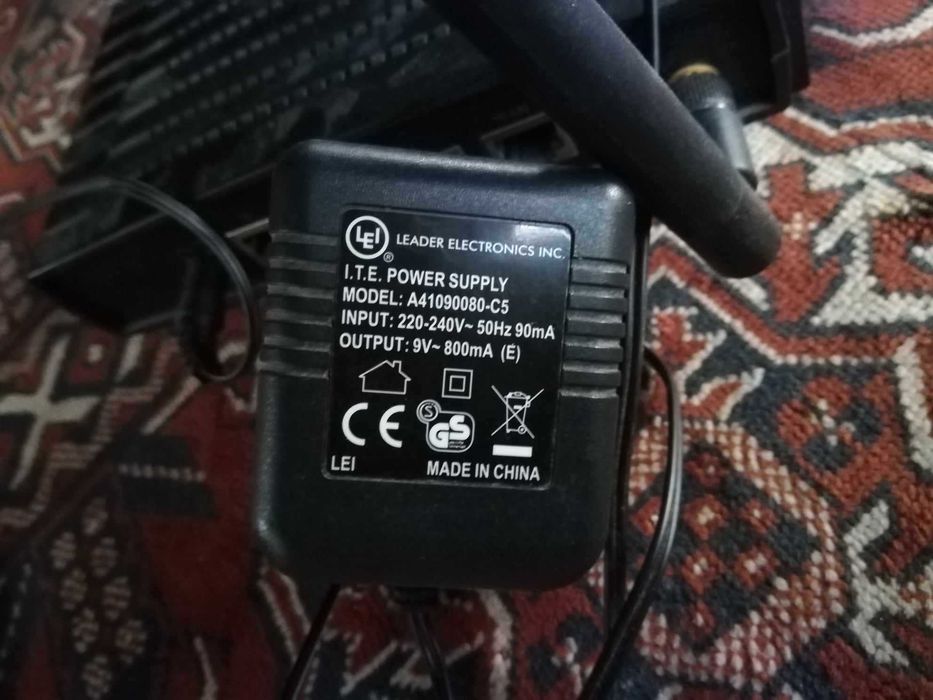 LEI
®
LEADER ELECTRONICS INC.
I.T.E. POWER SUPPLY
MODEL: A41090080-C5
INPUT: 220-240V~ 50Hz 90mA
OUTPUT: 9V~ 800mA (E)
CE
S
GS
LEI
MADE IN CHINA